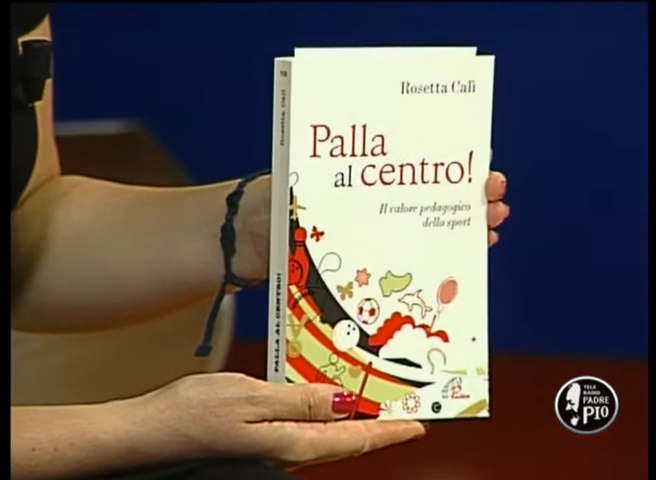 Rosetta Calì
Palla
al centro!
Il valore pedagogico
dello sport
Rosetta Calì
PALLA AL CENTRO!
TELE
RADIO
PADRE
PIO